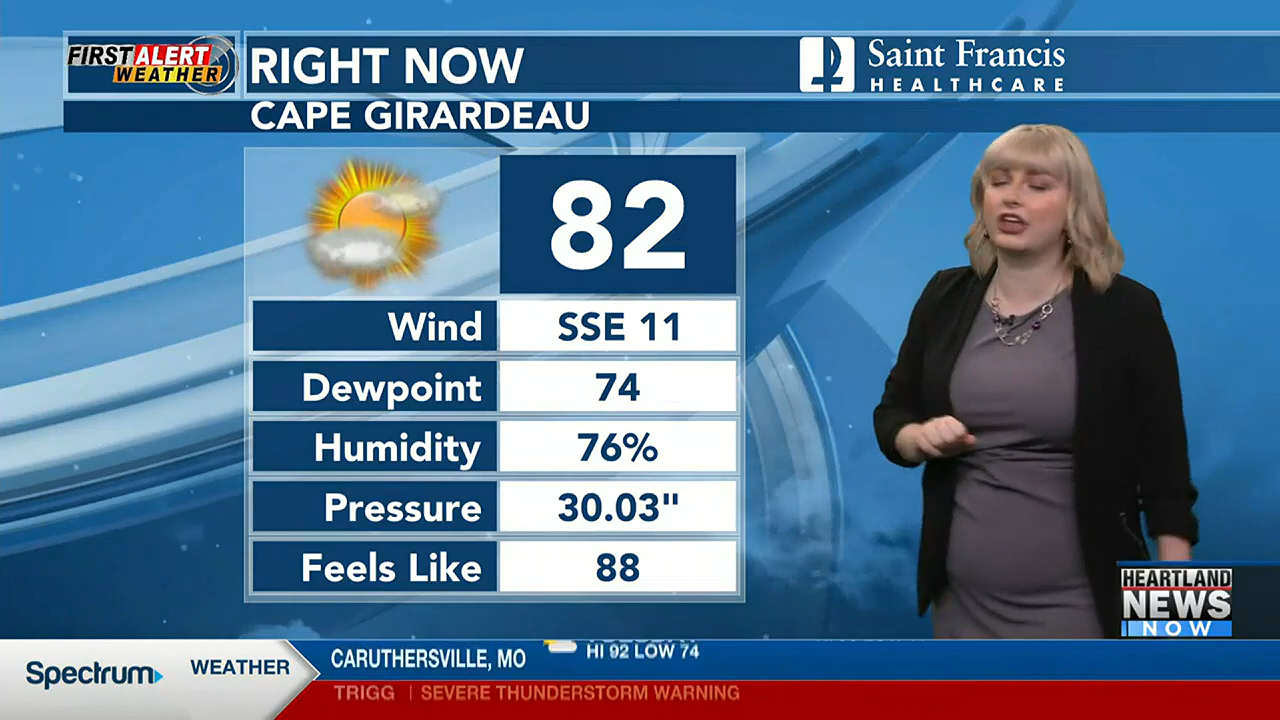 FIRST ALERT WEATHER
RIGHT NOW
Saint Francis
HEALTHCARE
CAPE GIRARDEAU
82
Wind SSE 11
Dewpoint 74
Humidity 76%
Pressure 30.03"
Feels Like 88
HEARTLAND
NEWS
NOW
Spectrum WEATHER
CARUTHERSVILLE, MO
HI 92 LOW 74
TRIGG | SEVERE THUNDERSTORM WARNING